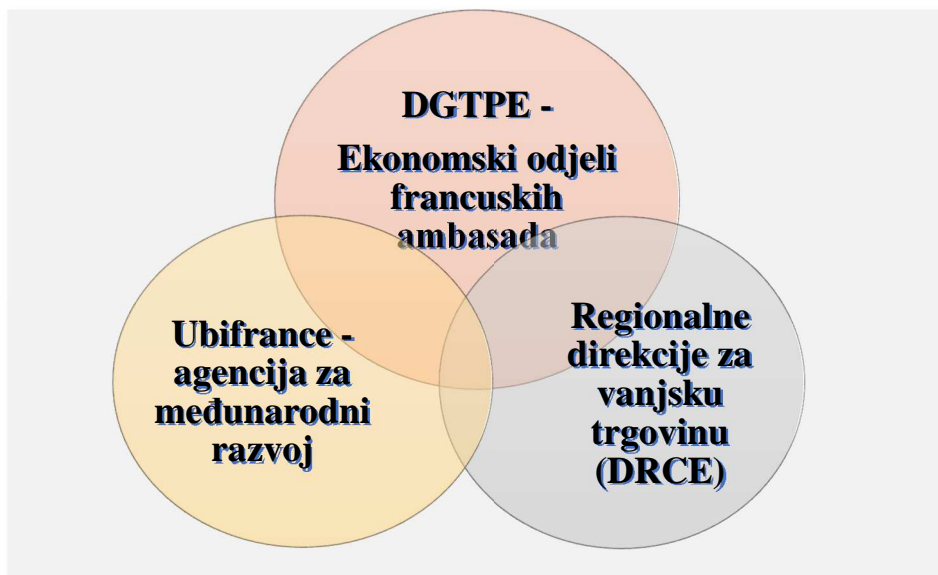 DGTPE -
Ekonomski odjeli
francuskih
ambasada
Ubifrance -
agencija za
međunarodni
razvoj
Regionalne
direkcije za
vanjsku
trgovinu
(DRCE)